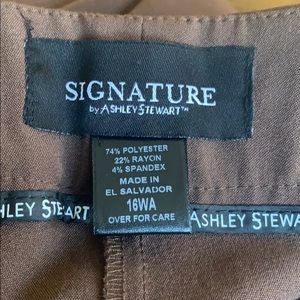 SIGNATURE
by ASHLEY STEWART™
74% POLYESTER
22% RAYON
4% SPANDEX
MADE IN
EL SALVADOR
16WA
OVER FOR CARE
HLEY STEWART
ASHLEY STEWA